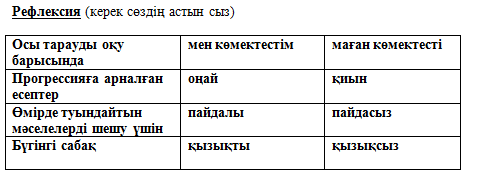 Рефлексия (керек сөздің астын сыз)
Осы тарауды оқу барысында мен көмектестім маған көмектесті
Прогрессияға арналған есептер оңай қиын
Өмірде туындайтын мәселелерді шешу үшін пайдалы пайдасыз
Бүгінгі сабақ қызықты қызықсыз